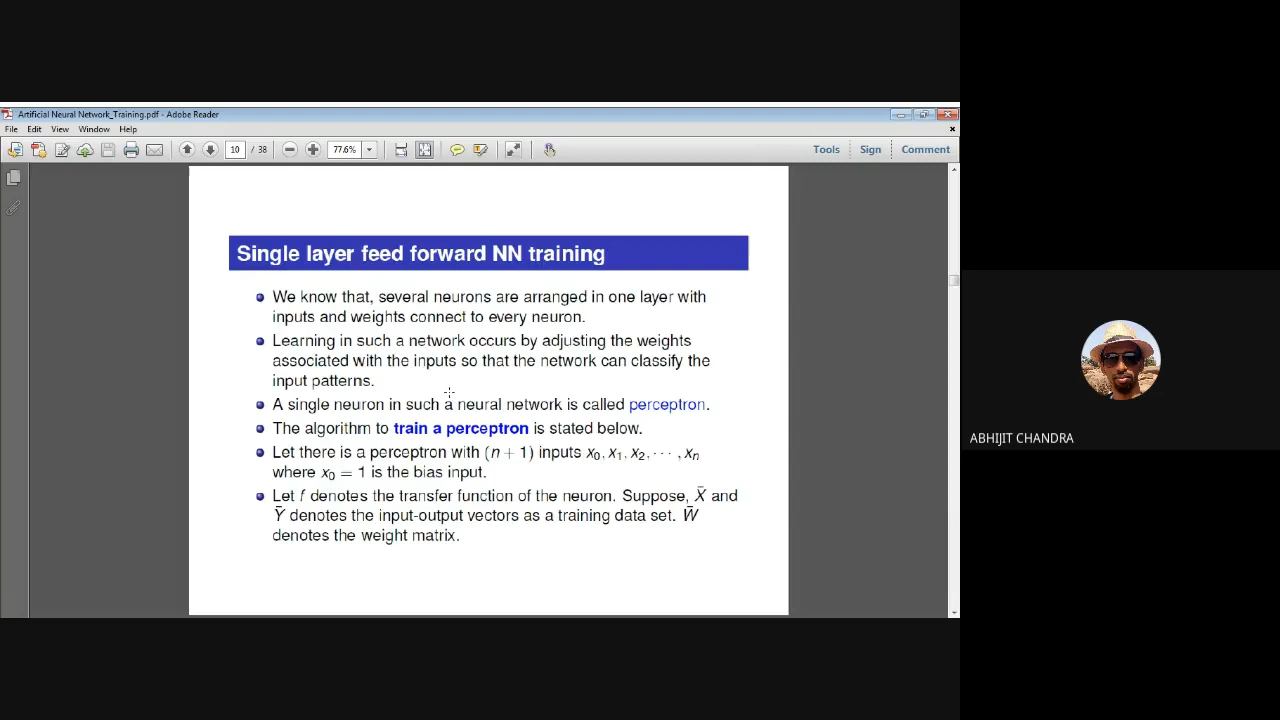 Artificial Neural Network_Training.pdf - Adobe Reader
File Edit View Window Help
10 / 38 77.6% Tools Sign Comment
Single layer feed forward NN training
We know that, several neurons are arranged in one layer with
inputs and weights connect to every neuron.
Learning in such a network occurs by adjusting the weights
associated with the inputs so that the network can classify the
input patterns.
A single neuron in such a neural network is called perceptron.
The algorithm to train a perceptron is stated below.
Let there is a perceptron with (n + 1) inputs x₀, x₁, x₂, ⋯ , xₙ
where x₀ = 1 is the bias input.
Let f denotes the transfer function of the neuron. Suppose, X̄ and
Ȳ denotes the input-output vectors as a training data set. W̄
denotes the weight matrix.
ABHIJIT CHANDRA